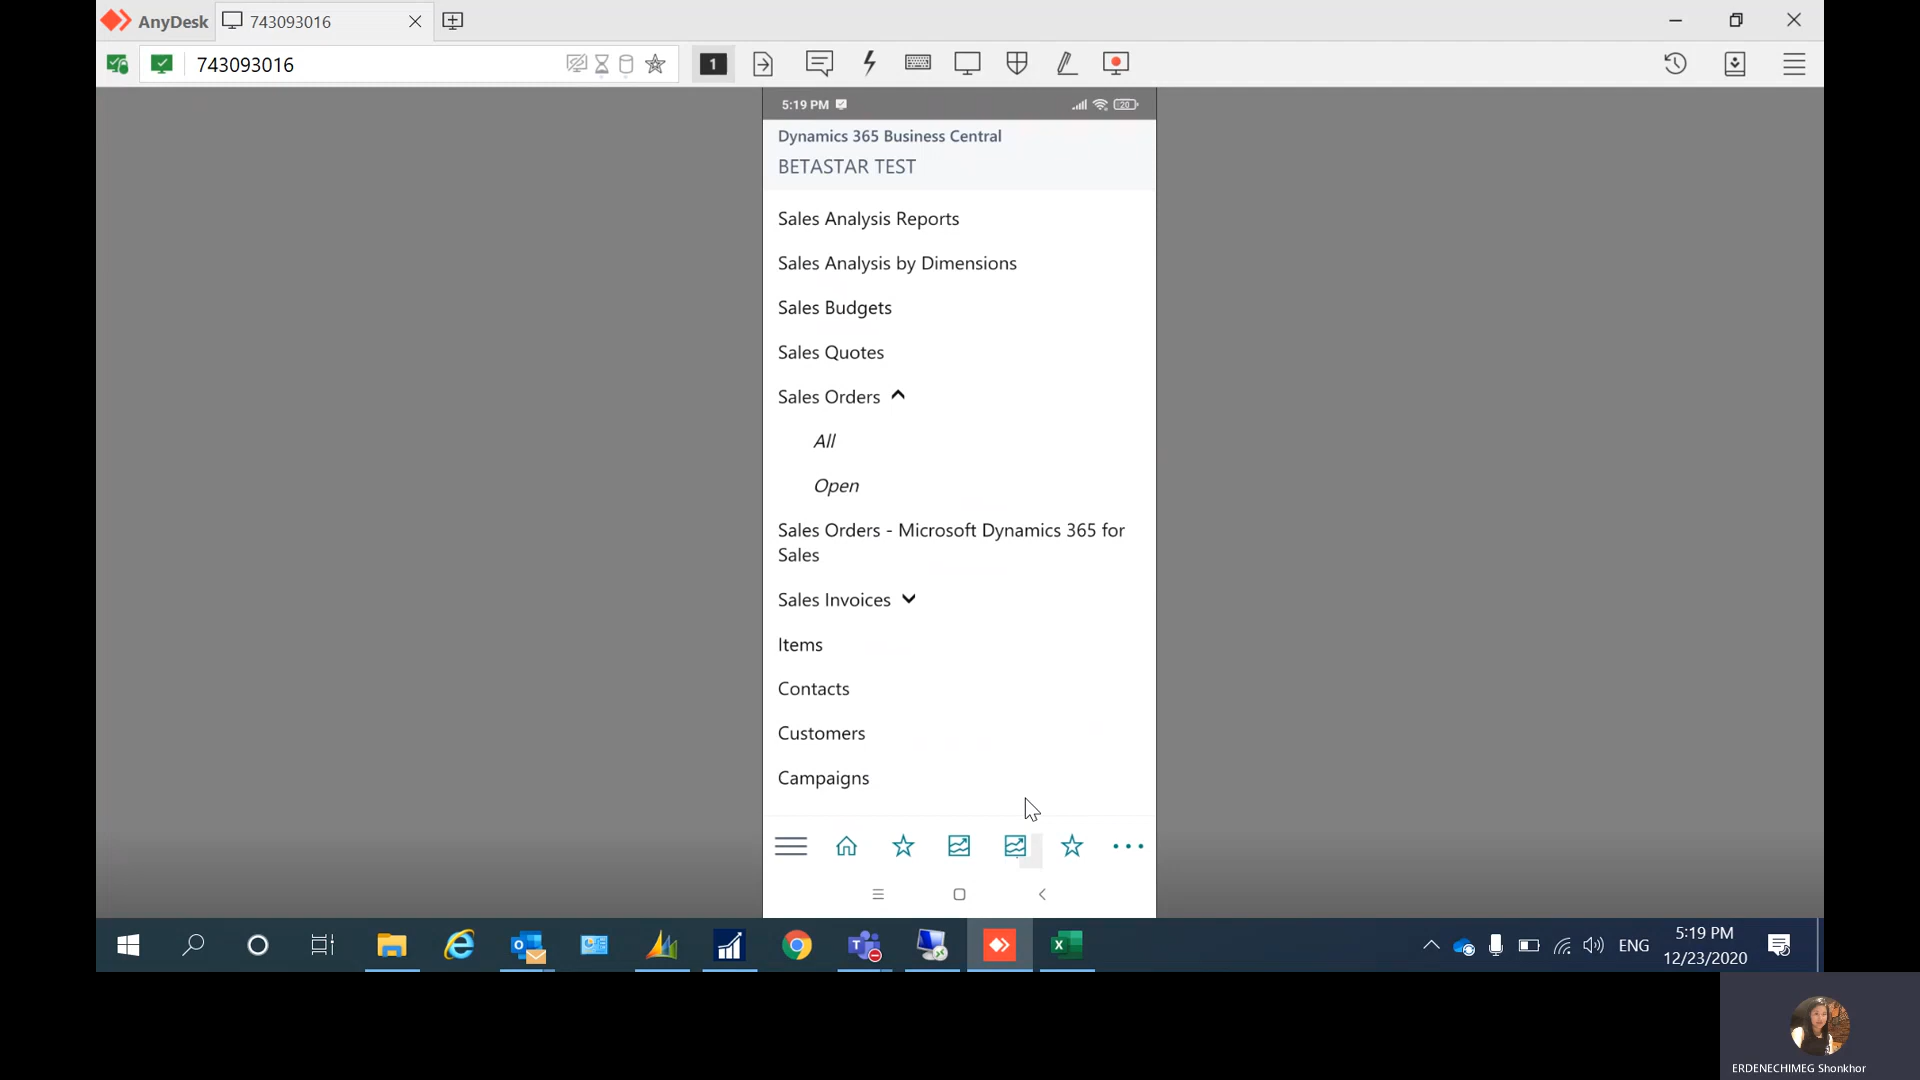 AnyDesk
743093016
743093016
1
5:19 PM
20
Dynamics 365 Business Central
BETASTAR TEST
Sales Analysis Reports
Sales Analysis by Dimensions
Sales Budgets
Sales Quotes
Sales Orders
All
Open
Sales Orders - Microsoft Dynamics 365 for
Sales
Sales Invoices
Items
Contacts
Customers
Campaigns
ENG
5:19 PM
12/23/2020
ERDENECHIMEG Shonkhor